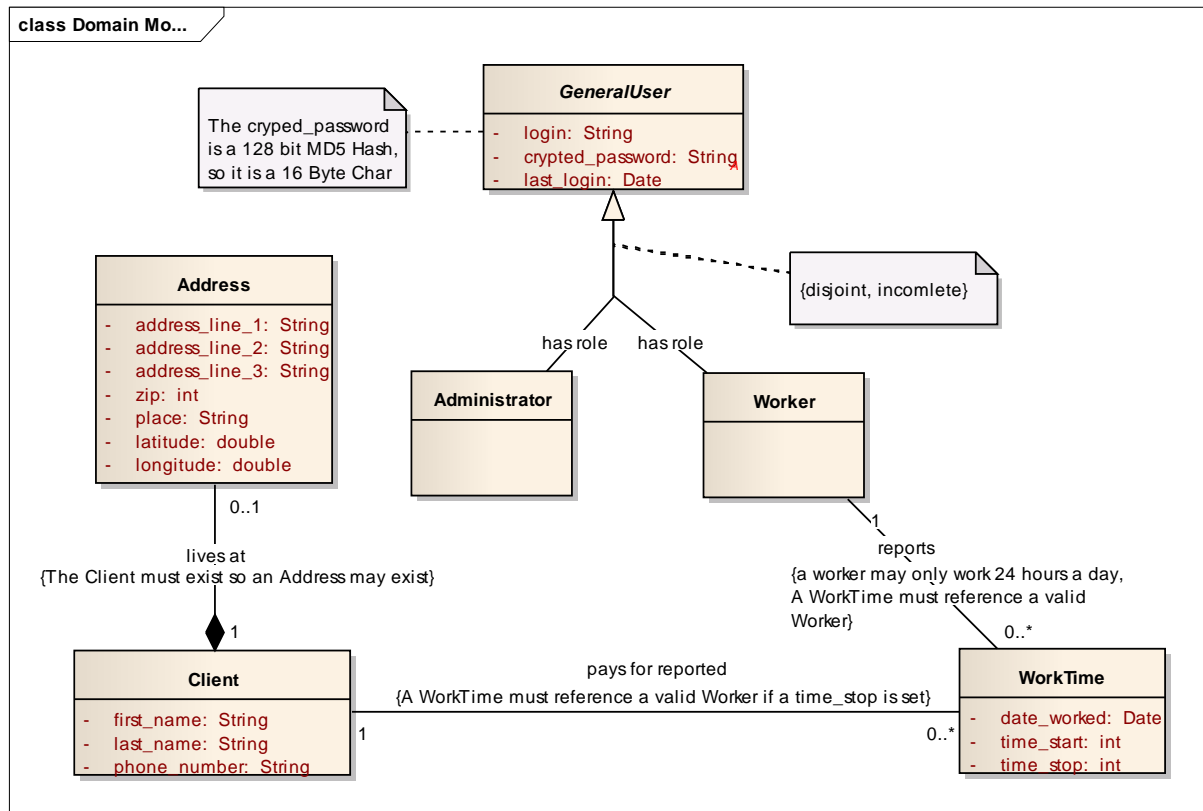 class Domain Mo...
GeneralUser
- login: String
- crypted_password: String
- last_login: Date
The cryped_password
is a 128 bit MD5 Hash,
so it is a 16 Byte Char
{disjoint, incomlete}
has role
has role
Address
- address_line_1: String
- address_line_2: String
- address_line_3: String
- zip: int
- place: String
- latitude: double
- longitude: double
Administrator
Worker
0..1
lives at
{The Client must exist so an Address may exist}
1
1
reports
{a worker may only work 24 hours a day,
A WorkTime must reference a valid
Worker}
0..*
Client
- first_name: String
- last_name: String
- phone_number: String
pays for reported
{A WorkTime must reference a valid Worker if a time_stop is set}
1
0..*
WorkTime
- date_worked: Date
- time_start: int
- time_stop: int